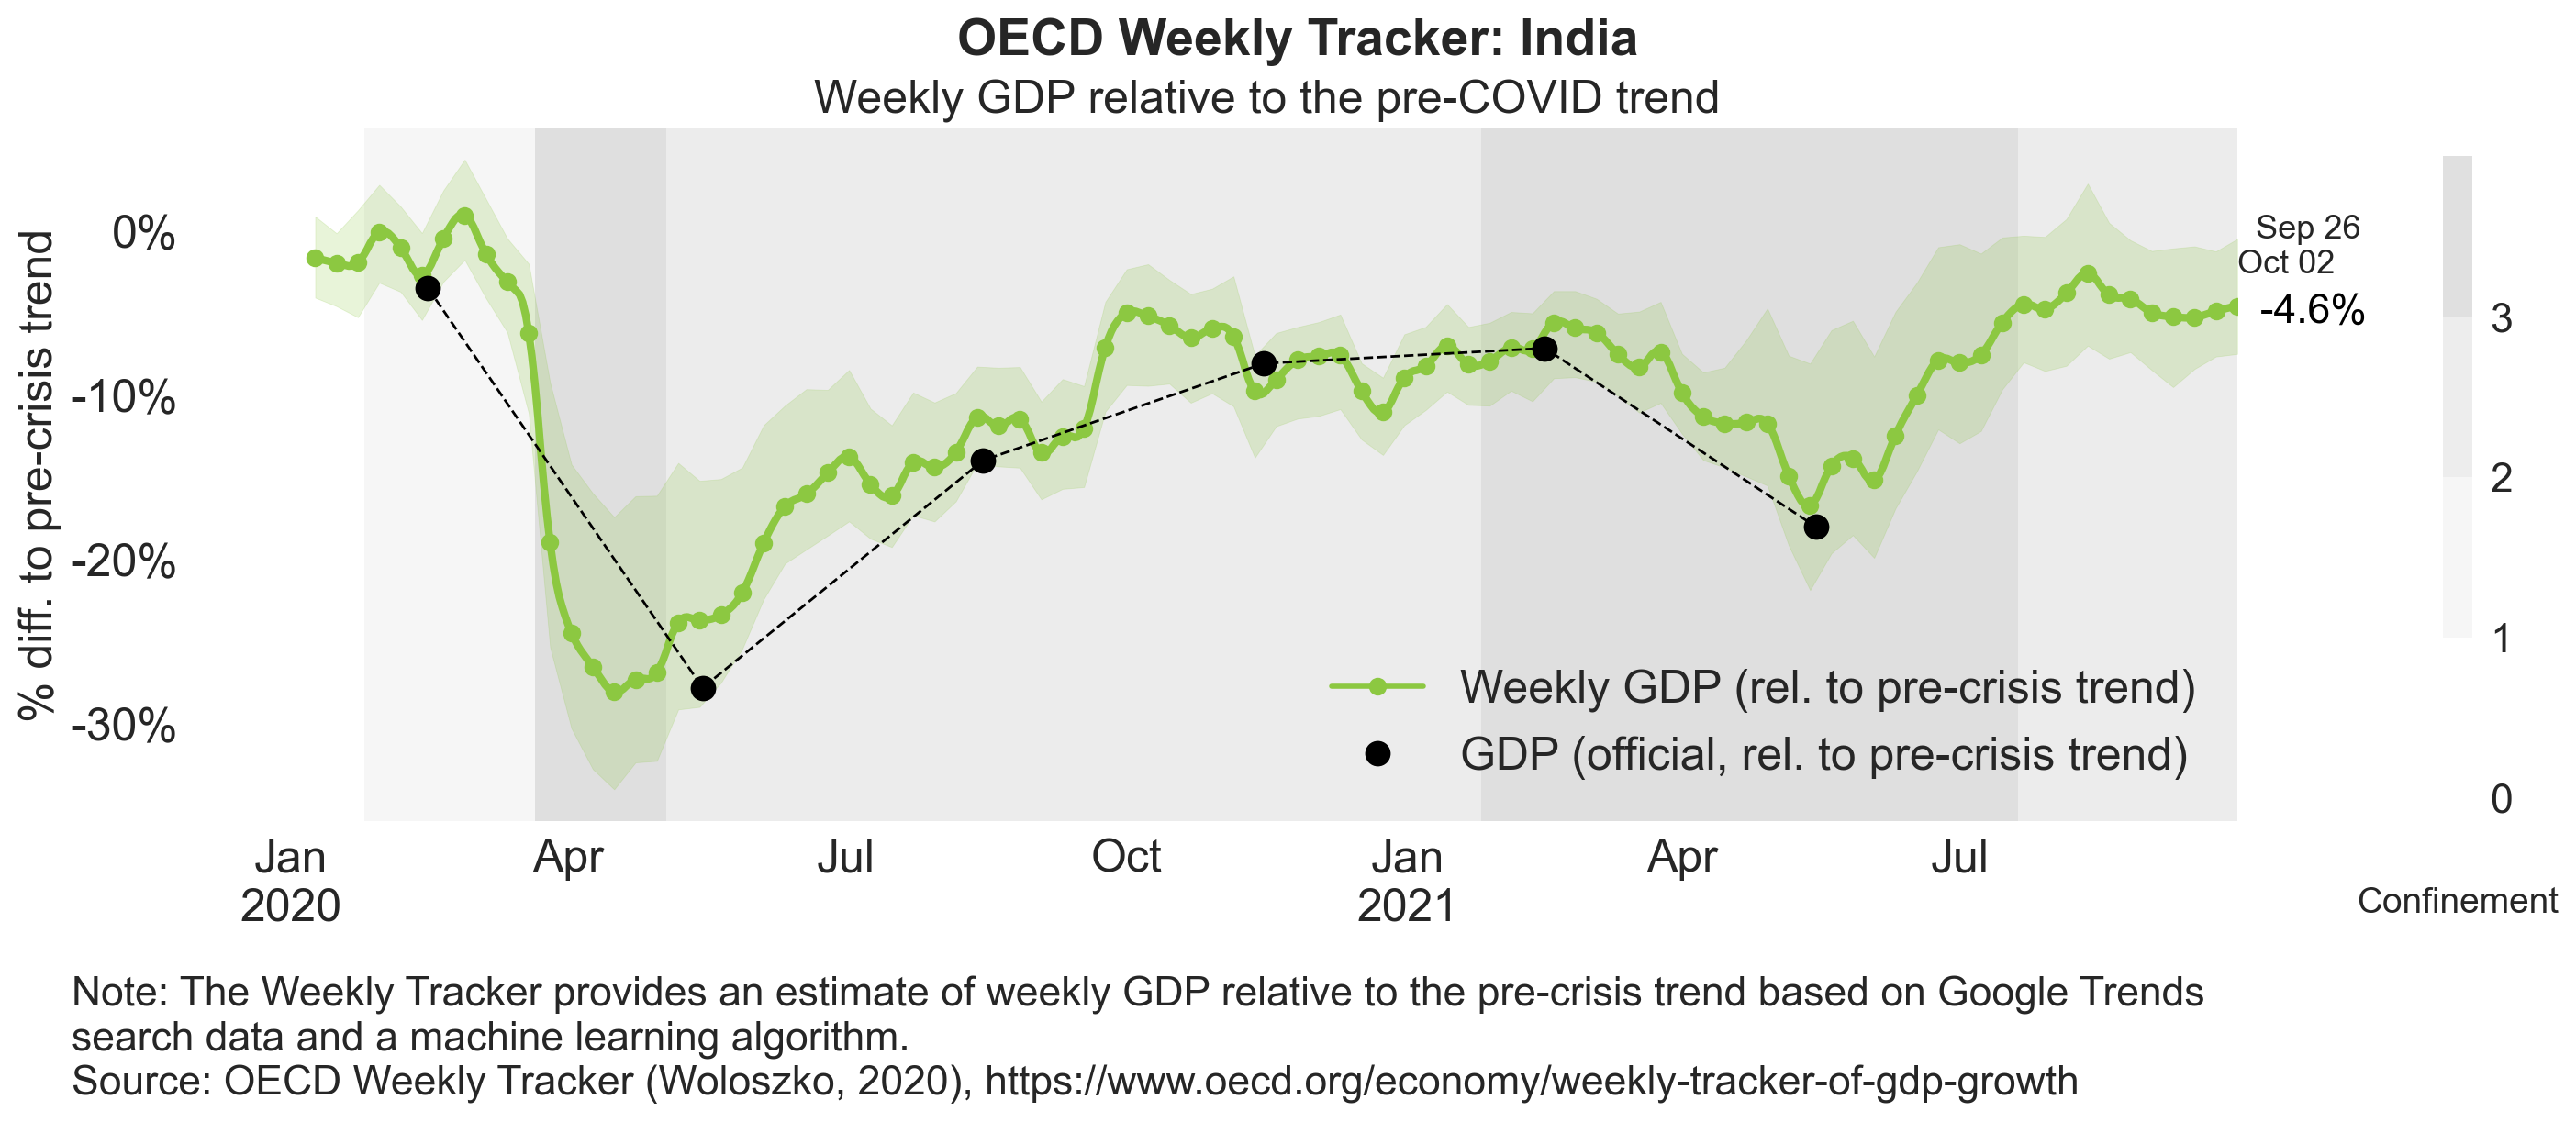 OECD Weekly Tracker: India
Weekly GDP relative to the pre-COVID trend
% diff. to pre-crisis trend
0%
-10%
-20%
-30%
Sep 26
Oct 02
-4.6%
3
2
1
0
Weekly GDP (rel. to pre-crisis trend)
GDP (official, rel. to pre-crisis trend)
Jan Apr Jul Oct Jan Apr Jul
2020 2021
Confinement
Note: The Weekly Tracker provides an estimate of weekly GDP relative to the pre-crisis trend based on Google Trends
search data and a machine learning algorithm.
Source: OECD Weekly Tracker (Woloszko, 2020), https://www.oecd.org/economy/weekly-tracker-of-gdp-growth